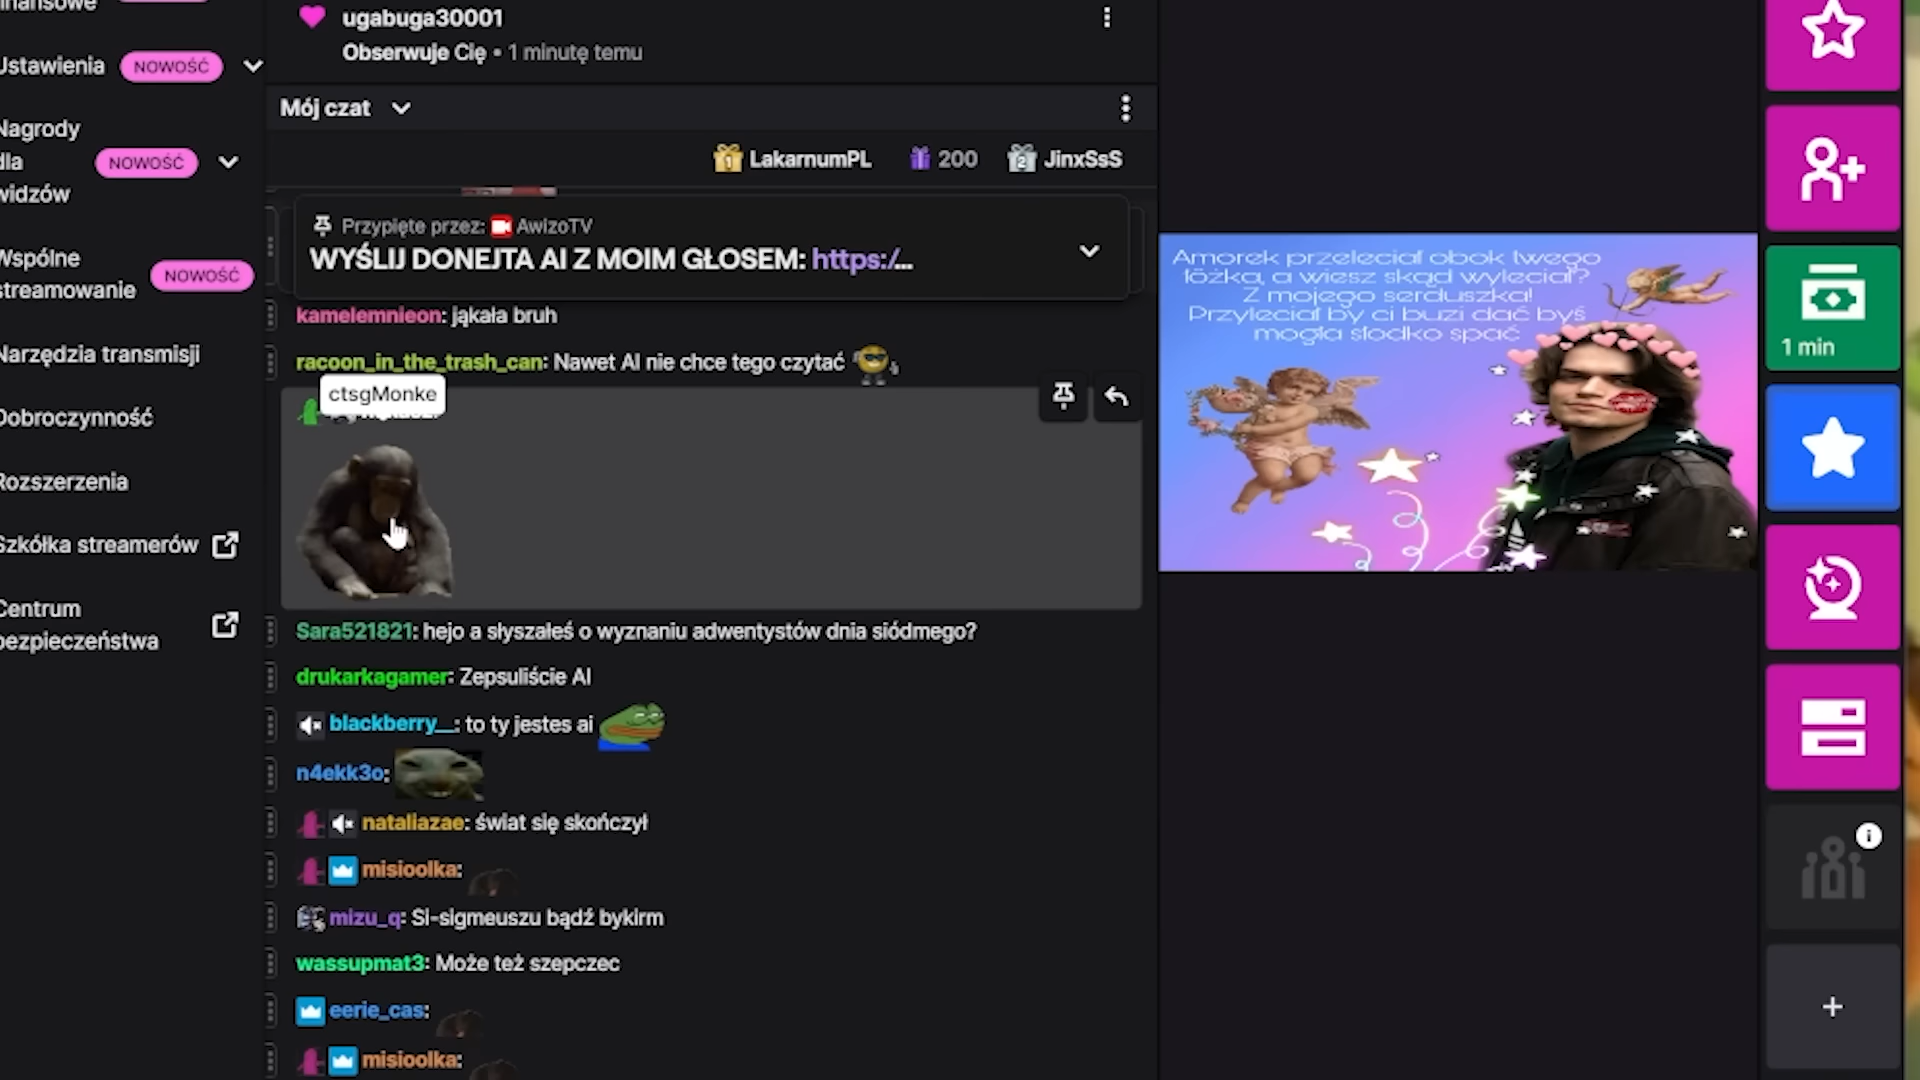 ugabuga30001
Obserwuje Cię • 1 minutę temu
Ustawienia NOWOŚĆ
Mój czat
Nagrody
dla
widzów
NOWOŚĆ
LakarnumPL 200 JinxSsS
Przypięte przez: AwizoTV
WYŚLIJ DONEJTA AI Z MOIM GŁOSEM: https:/...
Wspólne
streamowanie
NOWOŚĆ
Narzędzia transmisji
Dobroczynność
Rozszerzenia
Szkółka streamerów
Centrum
bezpieczeństwa
kamelemnieon: jąkała bruh
racoon_in_the_trash_can: Nawet AI nie chce tego czytać
ctsgMonke
Sara521821: hejo a słyszałeś o wyznaniu adwentystów dnia siódmego?
drukarkagamer: Zepsuliście AI
blackberry__: to ty jestes ai
n4ekk3o:
nataliazae: świat się skończył
misioolka:
mizu_q: Si-sigmeuszu bądź bykirm
wassupmat3: Może też szepczec
eerie_cas:
misioolka:
Amorek przeleciał obok twego
łóżka, a wiesz skąd wyleciał?
Z mojego serduszka!
Przyleciał by ci buzi dać byś
mogła słodko spać
1 min